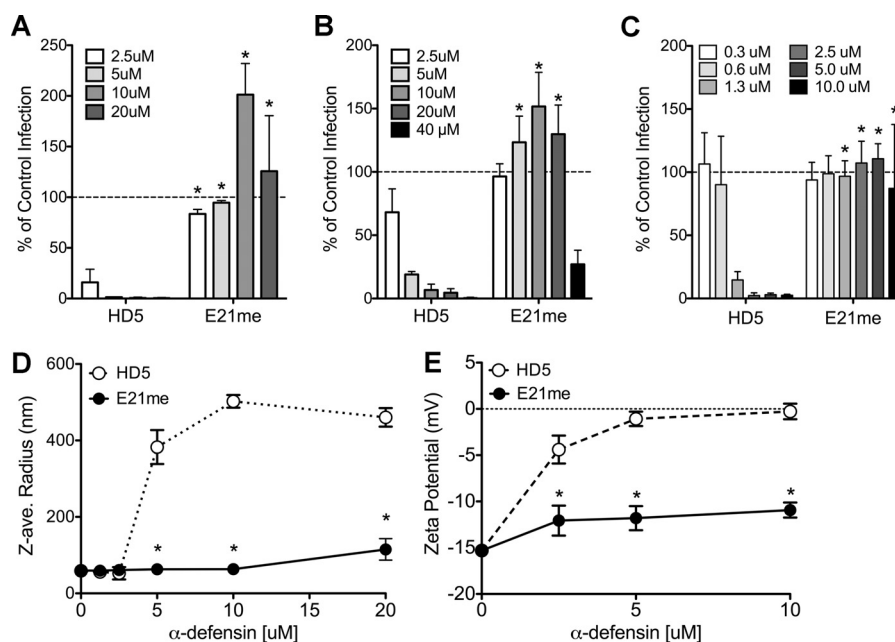 A
% of Control Infection
250
200
150
100
50
0
2.5uM
5uM
10uM
20uM
* * * *
HD5 E21me
B
% of Control Infection
200
150
100
50
0
2.5uM
5uM
10uM
20uM
40 µM
* * *
HD5 E21me
C
% of Control Infection
200
150
100
50
0
0.3 uM 2.5 uM
0.6 uM 5.0 uM
1.3 uM 10.0 uM
* * * *
HD5 E21me
D
HD5
E21me
Z-ave. Radius (nm)
600
400
200
0
* * *
0 5 10 15 20
α-defensin [uM]
E
HD5
E21me
Zeta Potential (mV)
5
0
-5
-10
-15
-20
* * *
0 5 10
α-defensin [uM]